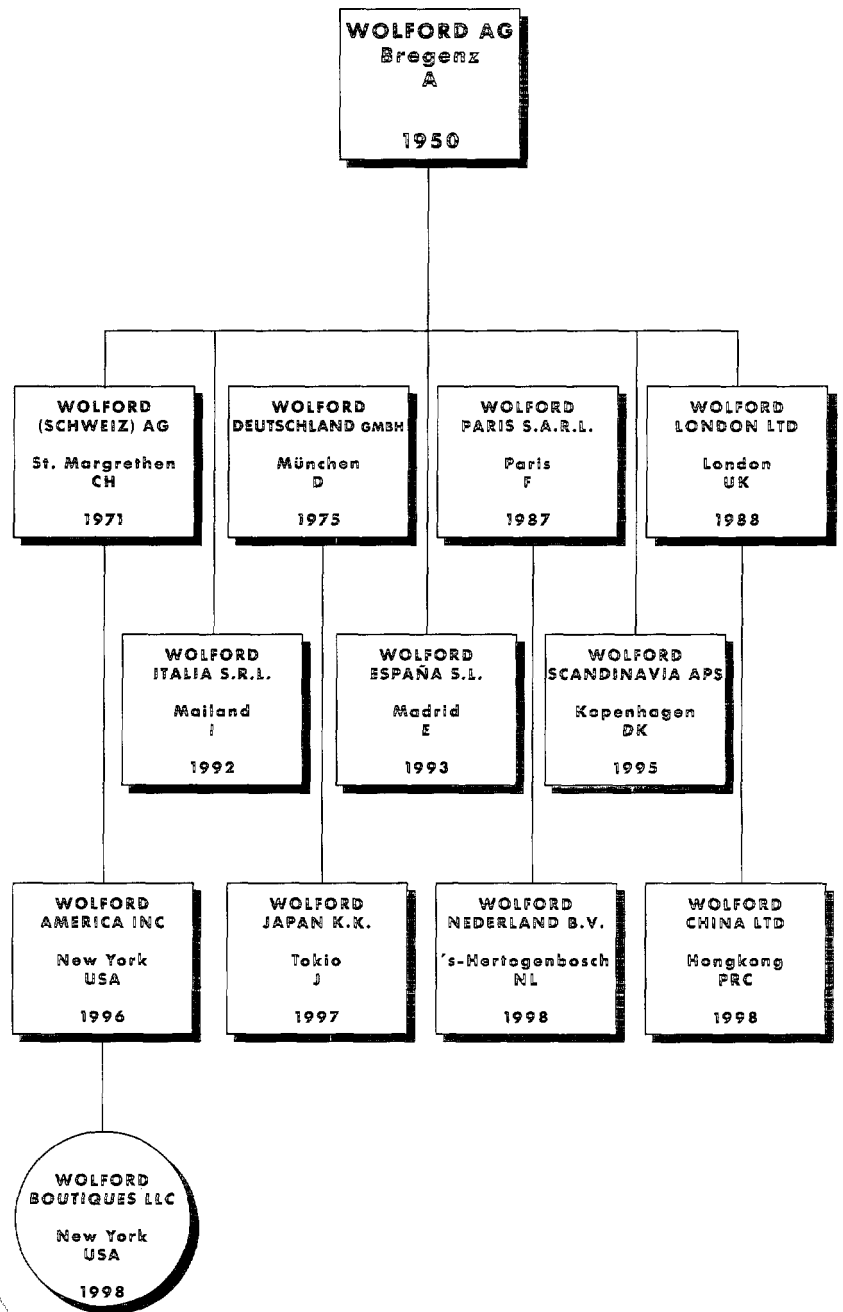 WOLFORD AG
Bregenz
A
1950
WOLFORD
(SCHWEIZ) AG
St. Margrethen
CH
1971
WOLFORD
DEUTSCHLAND GMBH
München
D
1975
WOLFORD
PARIS S.A.R.L.
Paris
F
1987
WOLFORD
LONDON LTD
London
UK
1988
WOLFORD
ITALIA S.R.L.
Mailand
I
1992
WOLFORD
ESPAÑA S.L.
Madrid
E
1993
WOLFORD
SCANDINAVIA APS
Kopenhagen
DK
1995
WOLFORD
AMERICA INC
New York
USA
1996
WOLFORD
JAPAN K.K.
Tokio
J
1997
WOLFORD
NEDERLAND B.V.
's-Hertogenbosch
NL
1998
WOLFORD
CHINA LTD
Hongkong
PRC
1998
WOLFORD
BOUTIQUES LLC
New York
USA
1998